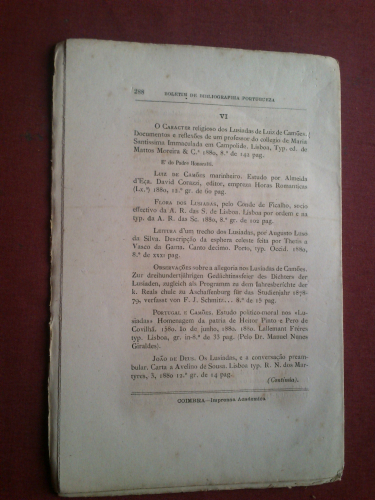 208 BOLETIM DE BIBLIOGRAPHIA PORTUGUEZA
VI
O CARACTER religioso dos Lusiadas de Luis de Camões.
Documentos e reflexões de um professor do collegio de Maria
Santissima Immaculada em Campolide. Lisboa, Typ. ed. de
Mattos Moreira & C.ª 1880, 8.º de 142 pag.
E' do Padre
LUIZ DE CAMÕES marinheiro. Estudo por Almeida
d'Eça. David Corazzi, editor, empreza Horas Romanticas
(Lx.ª) 1880, 12.º gr. de 60 pag.
FLORA DOS LUSIADAS, pelo Conde de Ficalho, socio
effectivo da A. R. das S. de Lisboa. Lisboa por ordem e na
typ. da A. R. das Sc. 1880, 8.º gr. de 102 pag.
LEITURA d'um trecho dos Lusiadas, por Augusto Luso
da Silva. Descripção da esphera celeste feita por Thetis a
Vasco da Gama. Canto decimo. Porto, typ. Occid. 1880,
8.º de xxxi pag.
OBSERVAÇÕES sobre a allegoria nos Lusiadas de Camões.
Zur dreihundertjährigen Gedächtnissfeier des Dichters der
Lusiaden, zugleich als Programm zu dem Jahresberichte der
k. Realschule zu Aschaffenburg für das Studienjahr 1878-
79, verfasst von F. J. Schmitt... 8.º de 18 pag.
PORTUGAL E CAMÕES. Estudo politico-moral nos «Lu-
siadas» Homenagem da patria de Heitor Pinto e Pero de
Covilhã. 1580. 10 de junho, 1880. 1880. Lallemant Frères
typ. Lisboa, gr. in-8.º de 33 pag. (Pelo Dr. Manuel Nunes
Geraldes).
JOÃO DE DEUS. Os Lusiadas, e a conversação pream-
bular. Carta a Avelino de Sousa. Lisboa typ. R. N. dos Mar-
tyres, 3, 1880 12.º gr. de 14 pag.
(Continúa).
COIMBRA—Imprensa Academica